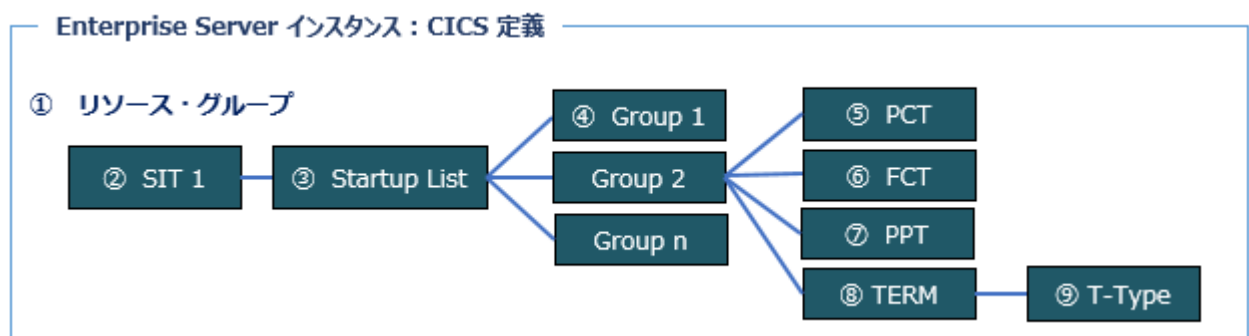 Enterprise Server インスタンス：CICS 定義
① リソース・グループ
② SIT 1
③ Startup List
④ Group 1
Group 2
Group n
⑤ PCT
⑥ FCT
⑦ PPT
⑧ TERM
⑨ T-Type